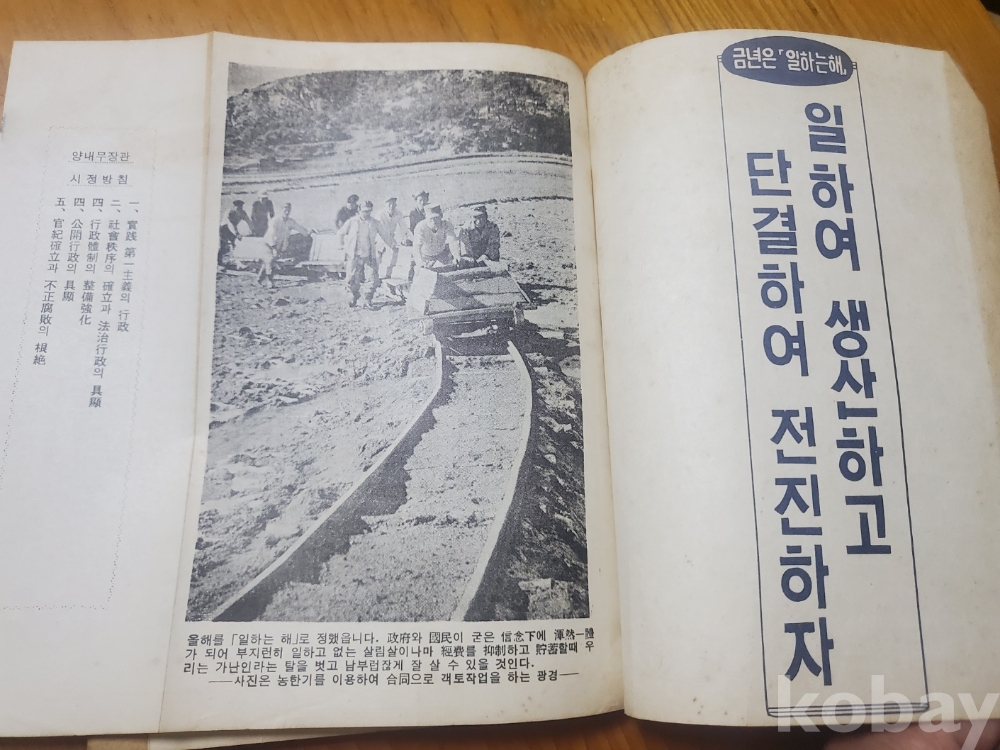 양내무장관
시정방침
一、實践 第一主義의 行政
二、社會秩序의 確立과 法治行政의 具顯
四、行政體制의 整備強化
四、公開行政의 具顯
五、官紀確立과 不正腐敗의 根絶
올해를 「일하는 해」로 정했읍니다. 政府와 國民이 굳은 信念下에 渾然一體
가 되어 부지런히 일하고 없는 살림살이나마 經費를 抑制하고 貯蓄할때 우
리는 가난이라는 탈을 벗고 남부럽잖게 잘 살 수 있을 것인다.
——사진은 농한기를 이용하여 合同으로 객토작업을 하는 광경——
금년은「일하는해」
일하여 생산하고
단결하여 전진하자
kobay